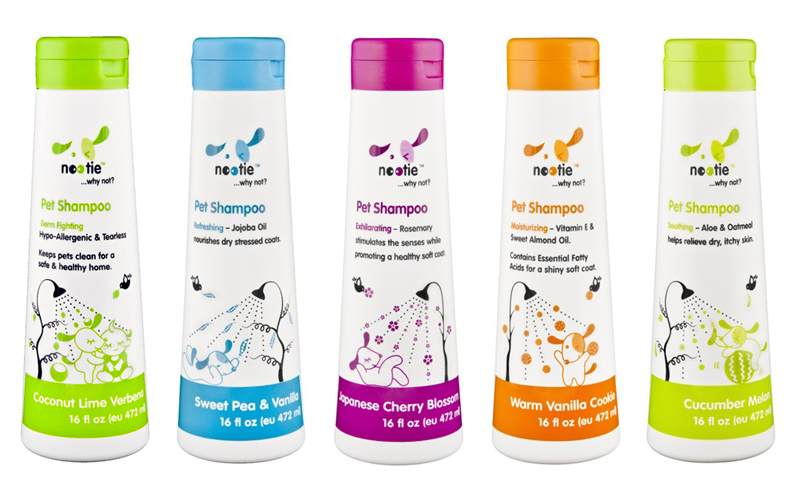 nootie™
...why not?
Pet Shampoo
Germ Fighting
Hypo-Allergenic & Tearless
Keeps pets clean for a
safe & healthy home.
Coconut Lime Verbena
16 fl oz (eu 472 ml
nootie™
...why not?
Pet Shampoo
Refreshing – Jojoba Oil
nourishes dry stressed coats.
Sweet Pea & Vanilla
16 fl oz (eu 472 ml
nootie™
...why not?
Pet Shampoo
Exhilarating – Rosemary
stimulates the senses while
promoting a healthy soft coat.
Japanese Cherry Blossom
16 fl oz (eu 472 ml
nootie™
...why not?
Pet Shampoo
Moisturizing – Vitamin E &
Sweet Almond Oil.
Contains Essential Fatty
Acids for a shiny soft coat.
Warm Vanilla Cookie
16 fl oz (eu 472 ml
nootie™
...why not?
Pet Shampoo
Soothing – Aloe & Oatmeal
helps relieve dry, itchy skin.
Cucumber Melon
16 fl oz (eu 472 ml